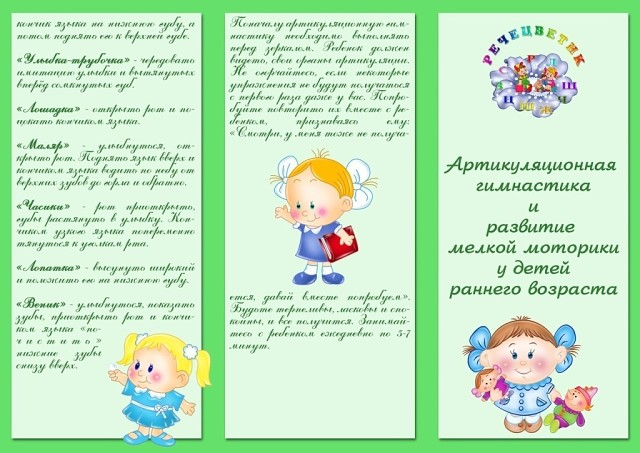 кончик языка на нижнюю губу, а
потом поднять его к верхней губе.
«Улыбка-трубочка» - чередовать
имитацию улыбки и вытянутых
вперёд сомкнутых губ.
«Лошадка» - открыть рот и по-
цокать кончиком языка.
«Маляр» - улыбнуться, от-
крыть рот. Поднять язык вверх и
кончиком языка водить по небу от
верхних зубов до горла и обратно.
«Часики» - рот приоткрыть,
губы растянуть в улыбку. Кон-
чиком узкого языка попеременно
тянуться к уголкам рта.
«Лопатка» - высунуть широкий
и положить его на нижнюю губу.
«Веник» - улыбнуться, показать
зубы, приоткрыть рот и кончи-
ком языка «по-
чистить»
нижние зубы
снизу вверх.
Поначалу артикуляционную гим-
настику необходимо выполнять
перед зеркалом. Ребенок должен
видеть, свои органы артикуляции.
Не огорчайтесь, если некоторые
упражнения не будут получаться
с первого раза даже у вас. Попро-
буйте повторить их вместе с ре-
бенком, признаваясь ему:
«Смотри, у меня тоже не получа-
ется, давай вместе попробуем».
Будьте терпеливы, ласковы и спо-
койны, и все получится. Занимай-
тесь с ребенком ежедневно по 5-7
минут.
РЕЧЕЦВЕТИК
Артикуляционная
гимнастика
и
развитие
мелкой моторики
у детей
раннего возраста